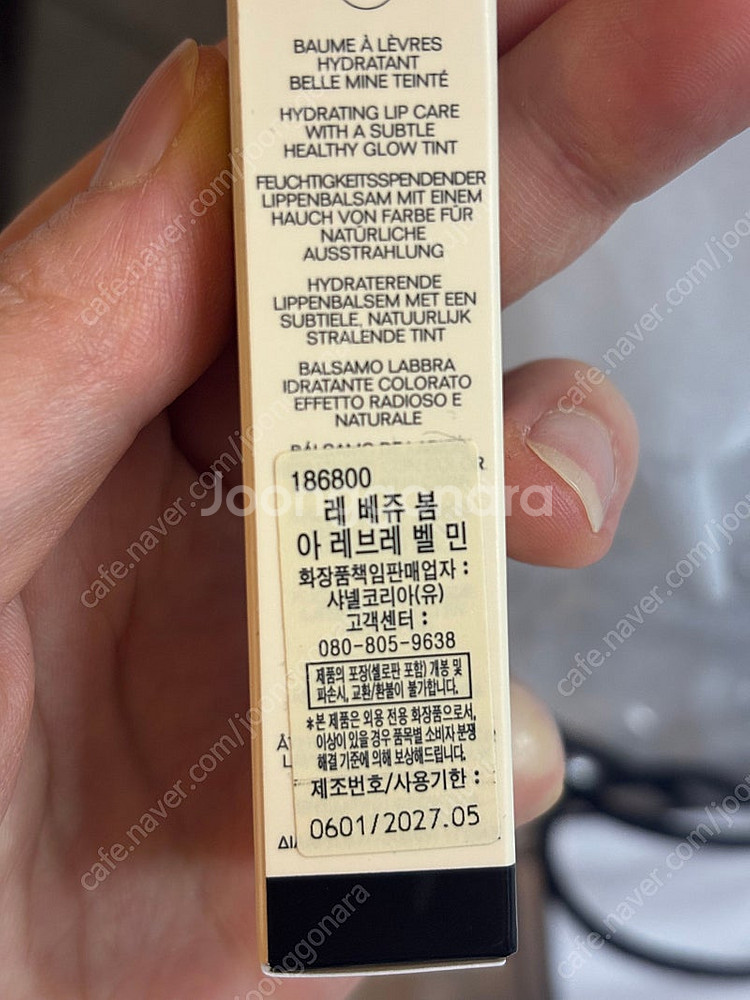 BAUME À LÈVRES
HYDRATANT
BELLE MINE TEINTÉ
HYDRATING LIP CARE
WITH A SUBTLE
HEALTHY GLOW TINT
FEUCHTIGKEITSSPENDENDER
LIPPENBALSAM MIT EINEM
HAUCH VON FARBE FÜR
NATÜRLICHE
AUSSTRAHLUNG
HYDRATERENDE
LIPPENBALSEM MET EEN
SUBTIELE, NATUURLIJK
STRALENDE TINT
BALSAMO LABBRA
IDRATANTE COLORATO
EFFETTO RADIOSO E
NATURALE
186800
레 베쥬 봄
아 레브레 벨 민
화장품책임판매업자 :
샤넬코리아(유)
고객센터 :
080-805-9638
제품의 포장(셀로판 포함) 개봉 및
파손시, 교환/환불이 불가합니다.
*본 제품은 외용 전용 화장품으로서,
이상이 있을 경우 품목별 소비자 분쟁
해결 기준에 의해 보상해드립니다.
제조번호/사용기한 :
0601/2027.05
Joonggonara
cafe.naver.com/joonggonara